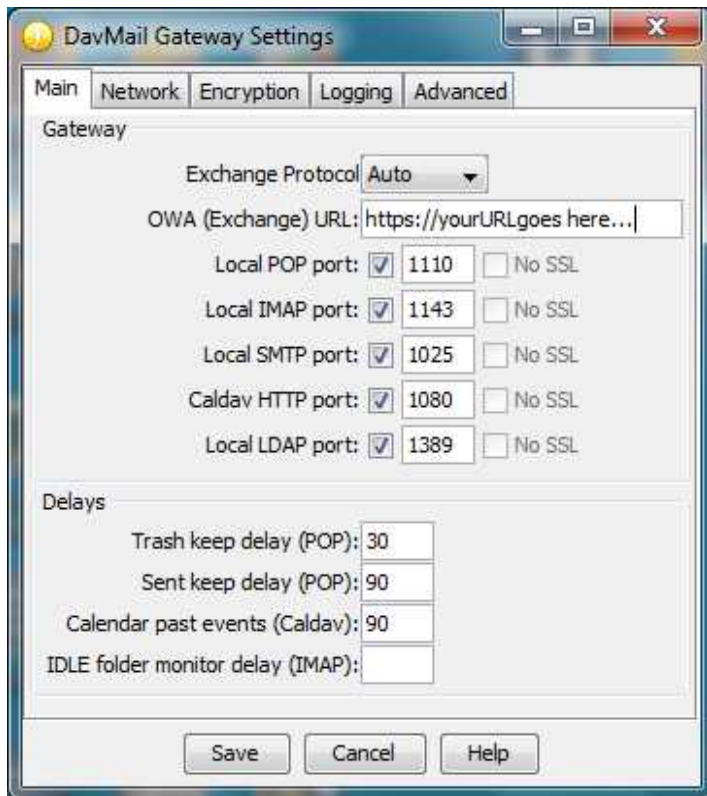 DavMail Gateway Settings
Main Network Encryption Logging Advanced
Gateway
Exchange Protocol Auto
OWA (Exchange) URL: https://yourURLgoes here...
Local POP port: 1110 No SSL
Local IMAP port: 1143 No SSL
Local SMTP port: 1025 No SSL
Caldav HTTP port: 1080 No SSL
Local LDAP port: 1389 No SSL
Delays
Trash keep delay (POP): 30
Sent keep delay (POP): 90
Calendar past events (Caldav): 90
IDLE folder monitor delay (IMAP):
Save Cancel Help